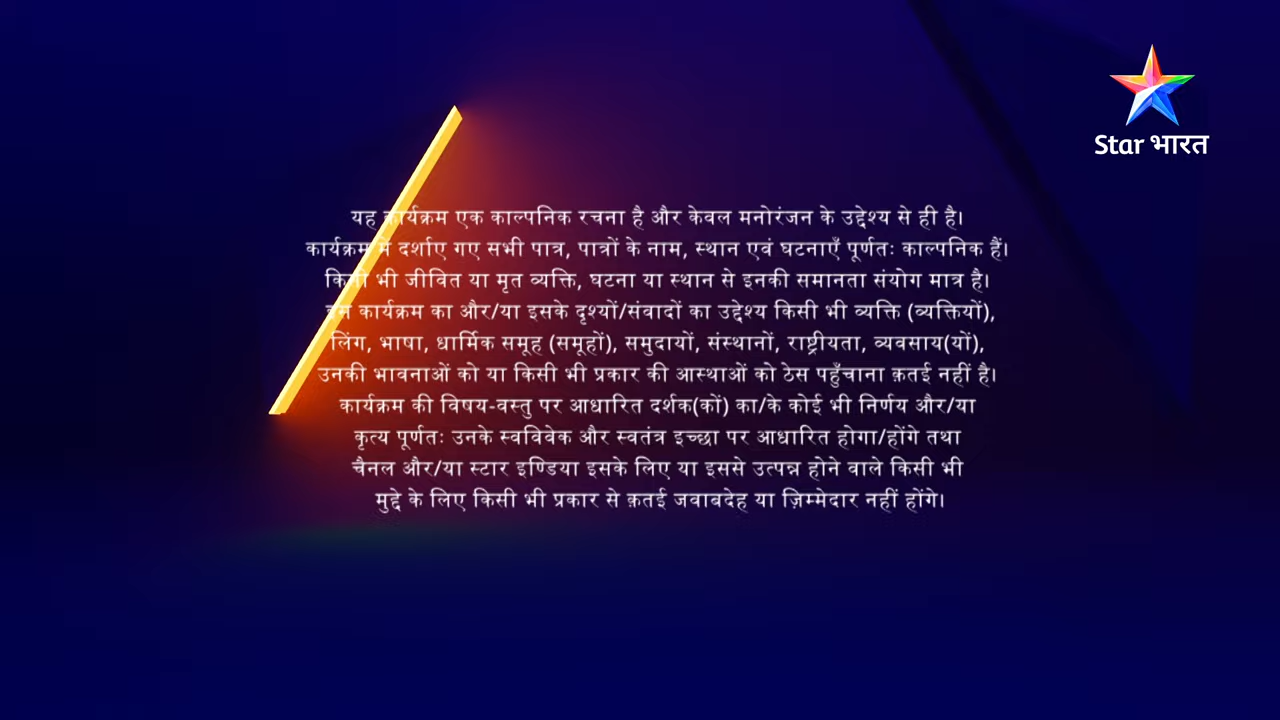 Star भारत
यह कार्यक्रम एक काल्पनिक रचना है और केवल मनोरंजन के उद्देश्य से ही है।
कार्यक्रम में दर्शाए गए सभी पात्र, पात्रों के नाम, स्थान एवं घटनाएँ पूर्णतः काल्पनिक हैं।
किसी भी जीवित या मृत व्यक्ति, घटना या स्थान से इनकी समानता संयोग मात्र है।
इस कार्यक्रम का और/या इसके दृश्यों/संवादों का उद्देश्य किसी भी व्यक्ति (व्यक्तियों),
लिंग, भाषा, धार्मिक समूह (समूहों), समुदायों, संस्थानों, राष्ट्रीयता, व्यवसाय(यों),
उनकी भावनाओं को या किसी भी प्रकार की आस्थाओं को ठेस पहुँचाना क़तई नहीं है।
कार्यक्रम की विषय-वस्तु पर आधारित दर्शक(कों) का/के कोई भी निर्णय और/या
कृत्य पूर्णतः उनके स्वविवेक और स्वतंत्र इच्छा पर आधारित होगा/होंगे तथा
चैनल और/या स्टार इण्डिया इसके लिए या इससे उत्पन्न होने वाले किसी भी
मुद्दे के लिए किसी भी प्रकार से क़तई जवाबदेह या ज़िम्मेदार नहीं होंगे।